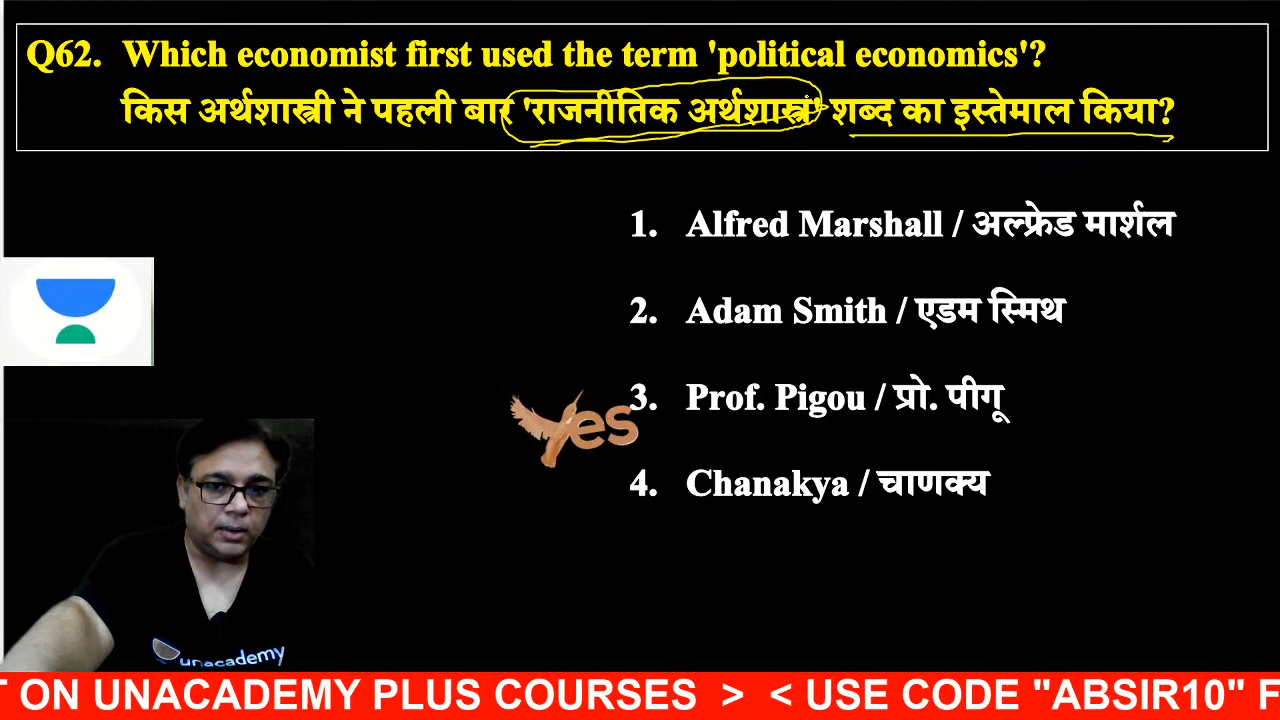 Q62. Which economist first used the term 'political economics'?
किस अर्थशास्त्री ने पहली बार 'राजनीतिक अर्थशास्त्र' शब्द का इस्तेमाल किया?
1. Alfred Marshall / अल्फ्रेड मार्शल
2. Adam Smith / एडम स्मिथ
3. Prof. Pigou / प्रो. पीगू
Yes
4. Chanakya / चाणक्य
unacademy
T ON UNACADEMY PLUS COURSES > < USE CODE "ABSIR10" F